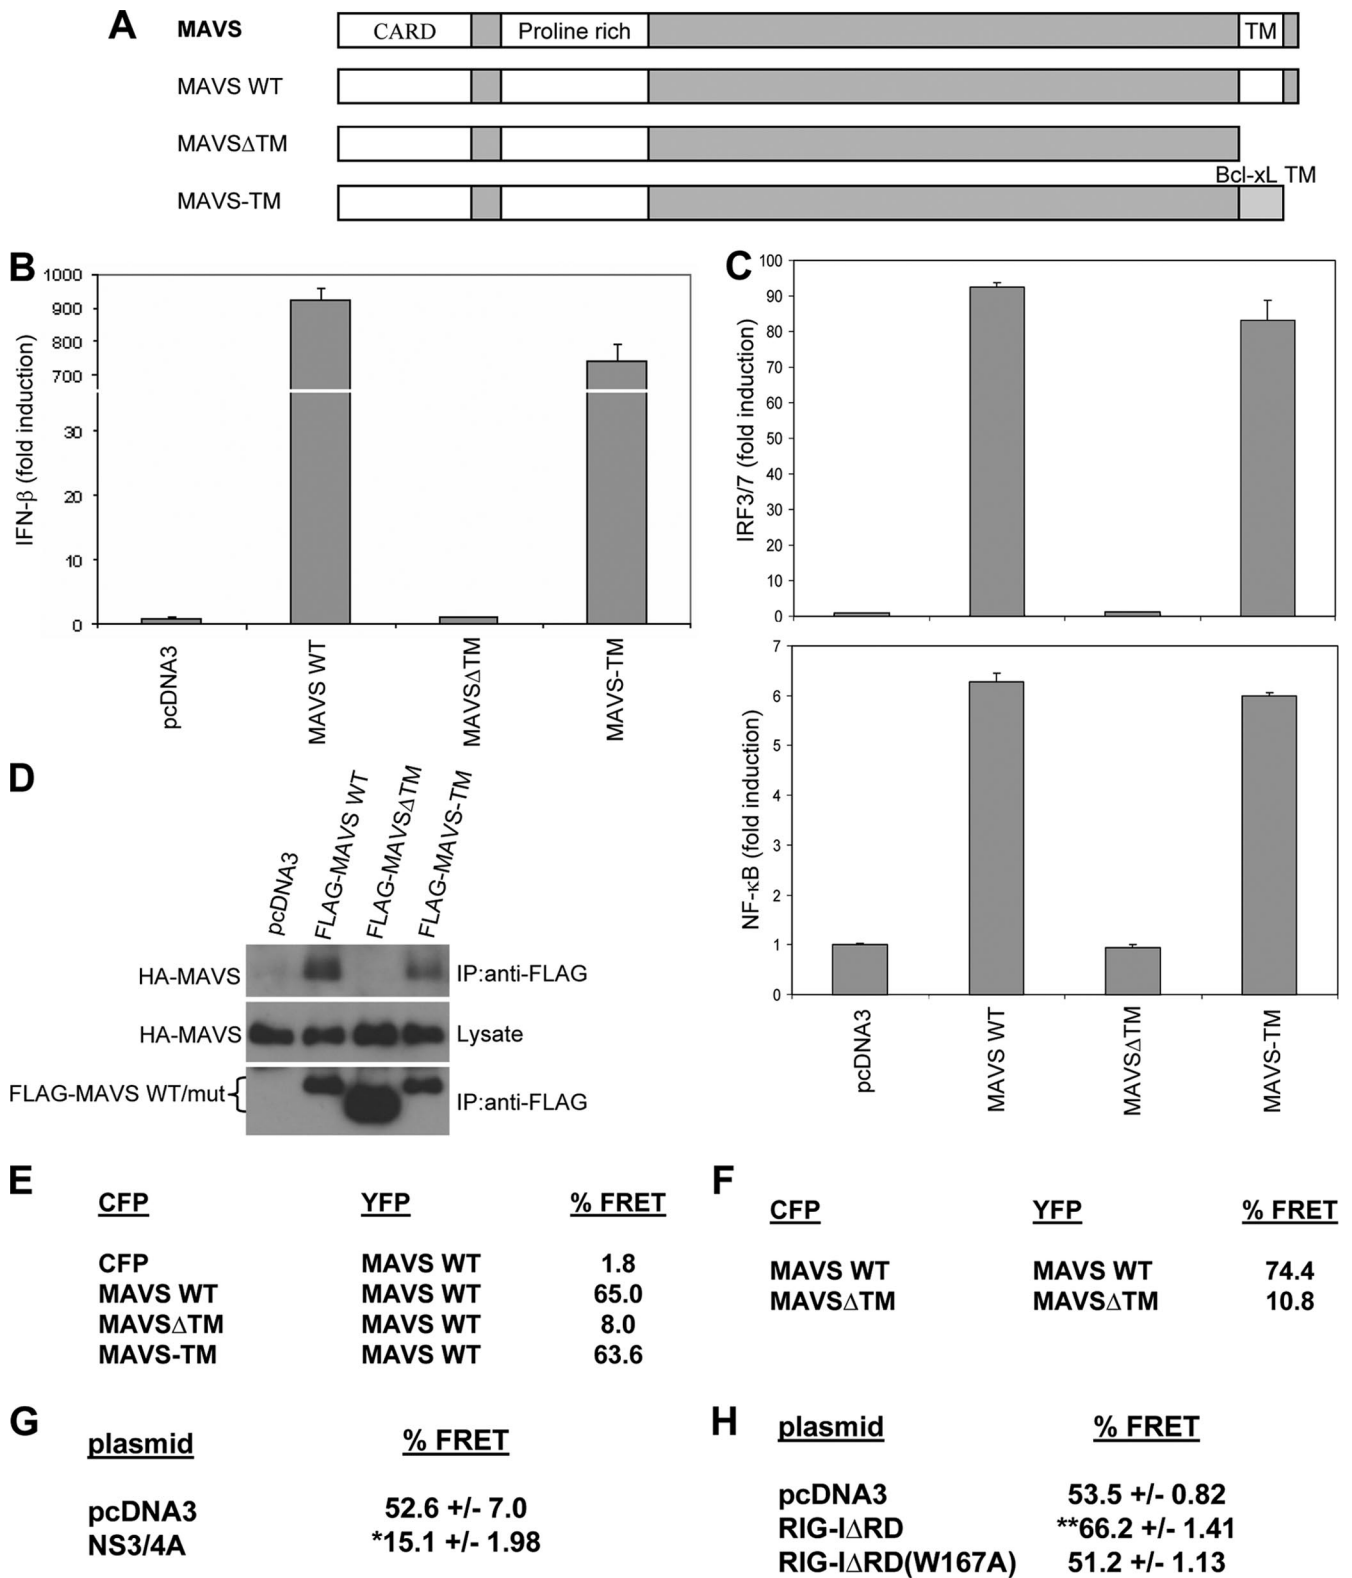 A
MAVS
CARD
Proline rich
TM
MAVS WT
MAVSΔTM
Bcl-xL TM
MAVS-TM
B
IFN-β (fold induction)
1000
900
800
700
30
20
10
0
pcDNA3
MAVS WT
MAVSΔTM
MAVS-TM
C
IRF3/7 (fold induction)
100
90
80
70
60
50
40
30
20
10
0
NF-κB (fold induction)
7
6
5
4
3
2
1
0
pcDNA3
MAVS WT
MAVSΔTM
MAVS-TM
D
pcDNA3
FLAG-MAVS WT
FLAG-MAVSΔTM
FLAG-MAVS-TM
HA-MAVS IP:anti-FLAG
HA-MAVS Lysate
FLAG-MAVS WT/mut IP:anti-FLAG
E
CFP YFP % FRET
CFP MAVS WT 1.8
MAVS WT MAVS WT 65.0
MAVSΔTM MAVS WT 8.0
MAVS-TM MAVS WT 63.6
F
CFP YFP % FRET
MAVS WT MAVS WT 74.4
MAVSΔTM MAVSΔTM 10.8
G
plasmid % FRET
pcDNA3 52.6 +/- 7.0
NS3/4A *15.1 +/- 1.98
H
plasmid % FRET
pcDNA3 53.5 +/- 0.82
RIG-IΔRD **66.2 +/- 1.41
RIG-IΔRD(W167A) 51.2 +/- 1.13